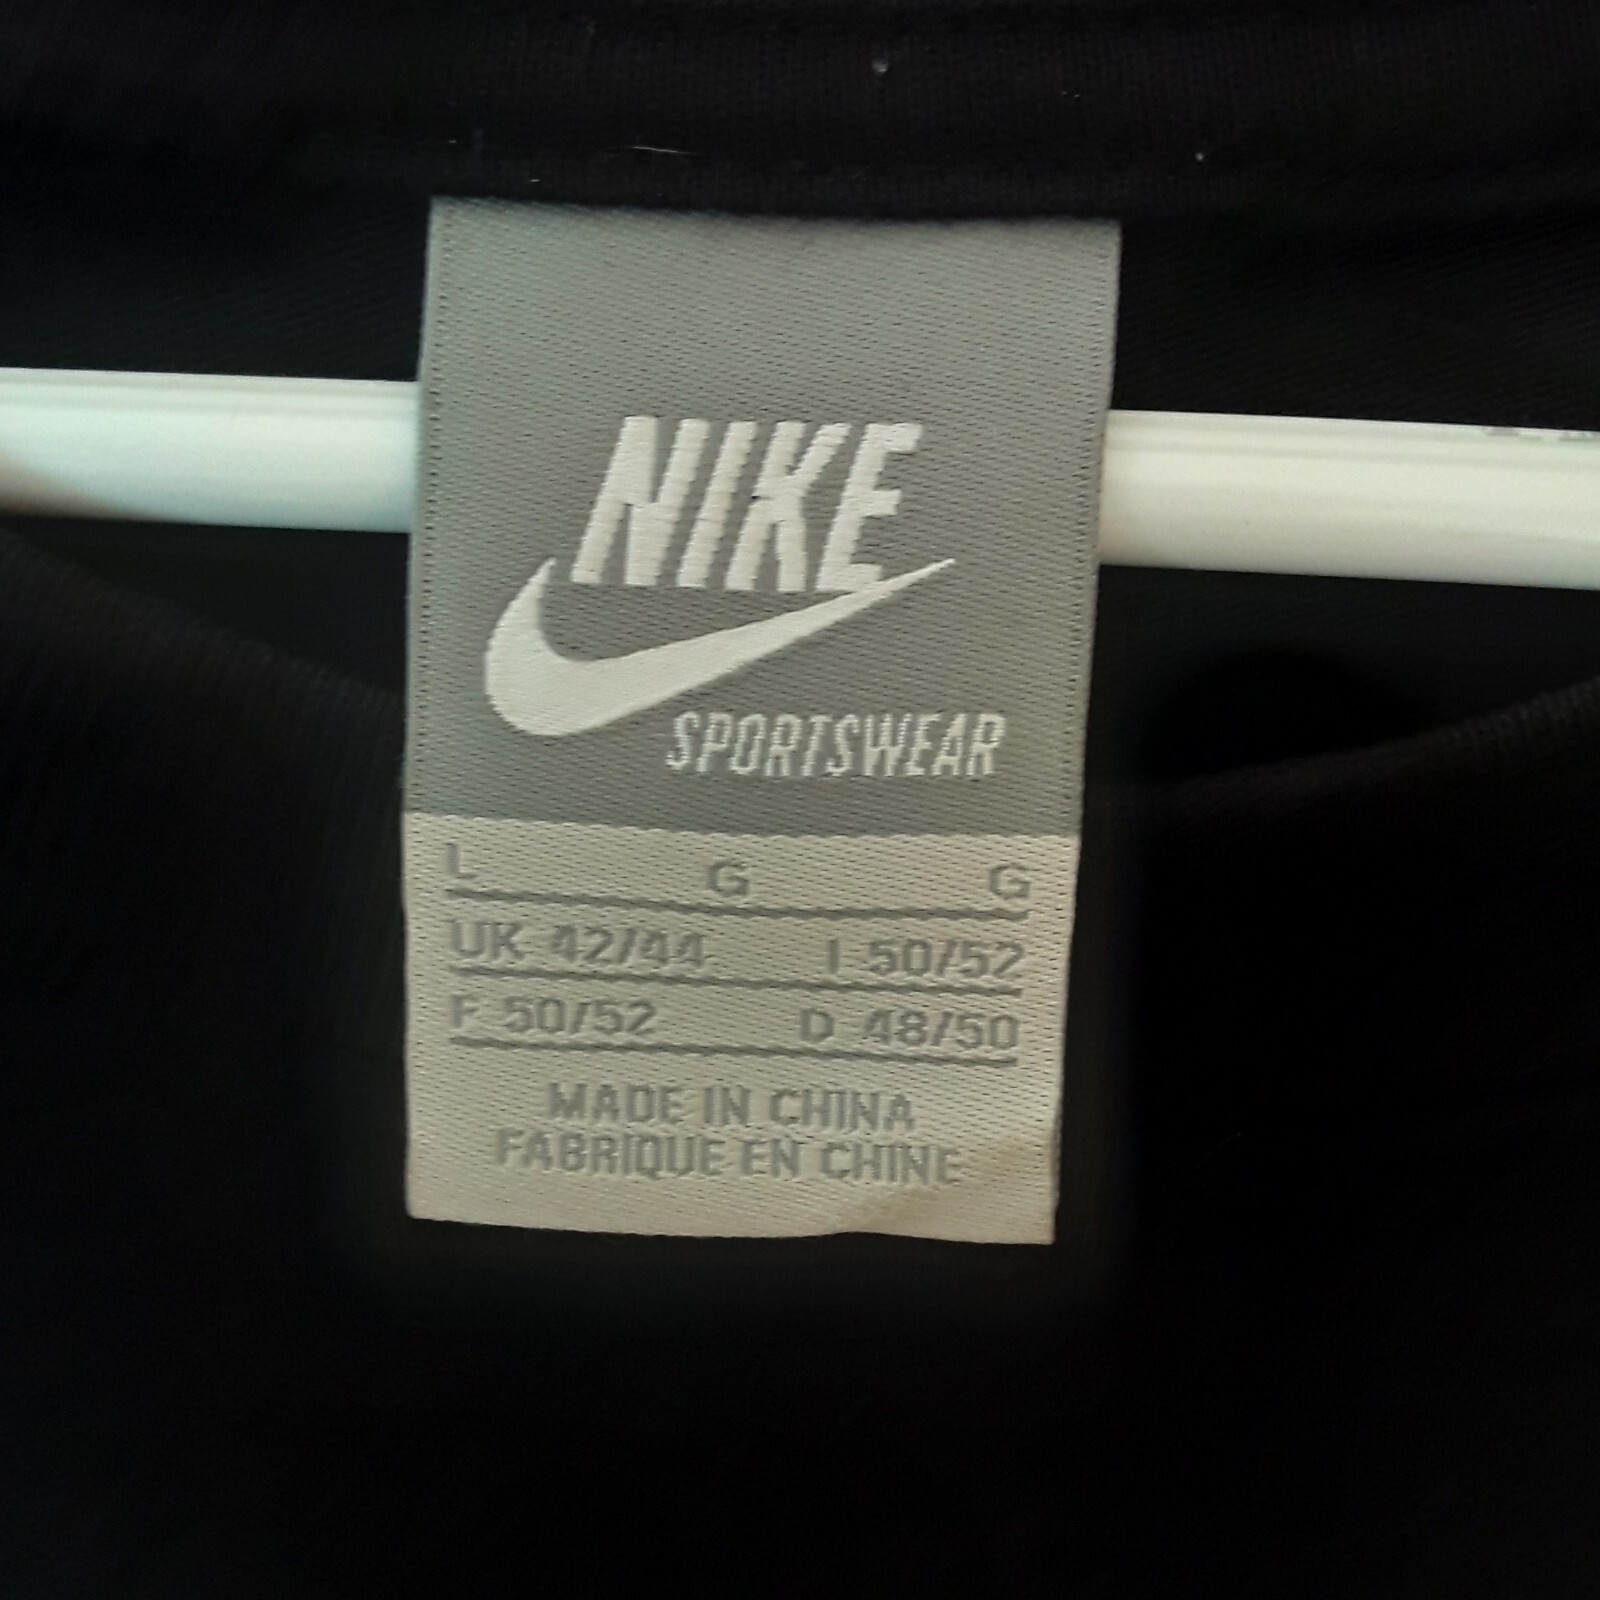 NIKE
SPORTSWEAR
L G G
UK 42/44 I 50/52
F 50/52 D 48/50
MADE IN CHINA
FABRIQUE EN CHINE